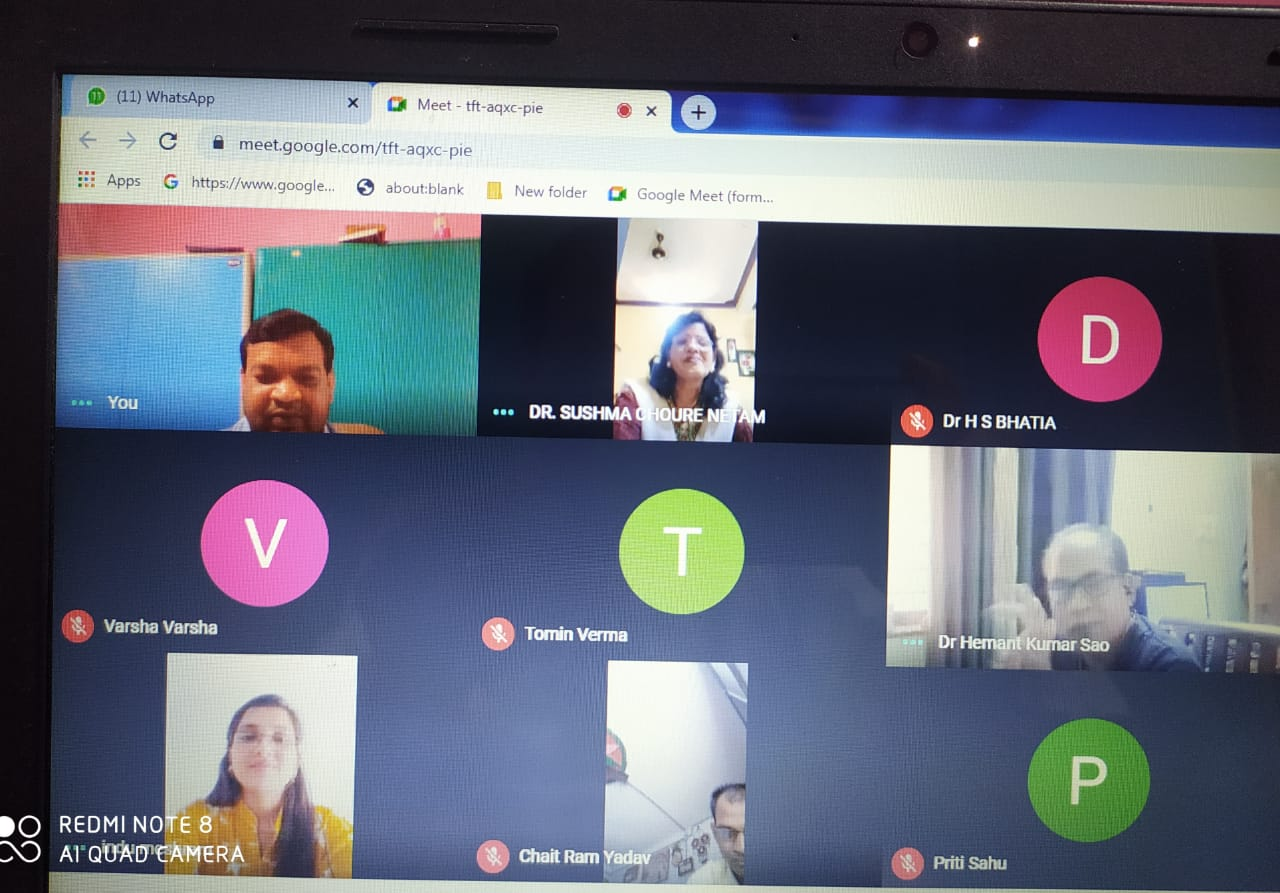 (11) WhatsApp
Meet - tft-aqxc-pie
meet.google.com/tft-aqxc-pie
Apps
https://www.google...
about:blank
New folder
Google Meet (form...
You
DR. SUSHMA CHOURE NETAM
D
Dr H S BHATIA
V
Varsha Varsha
T
Tomin Verma
Dr Hemant Kumar Sao
Chait Ram Yadav
P
Priti Sahu
REDMI NOTE 8
AI QUAD CAMERA